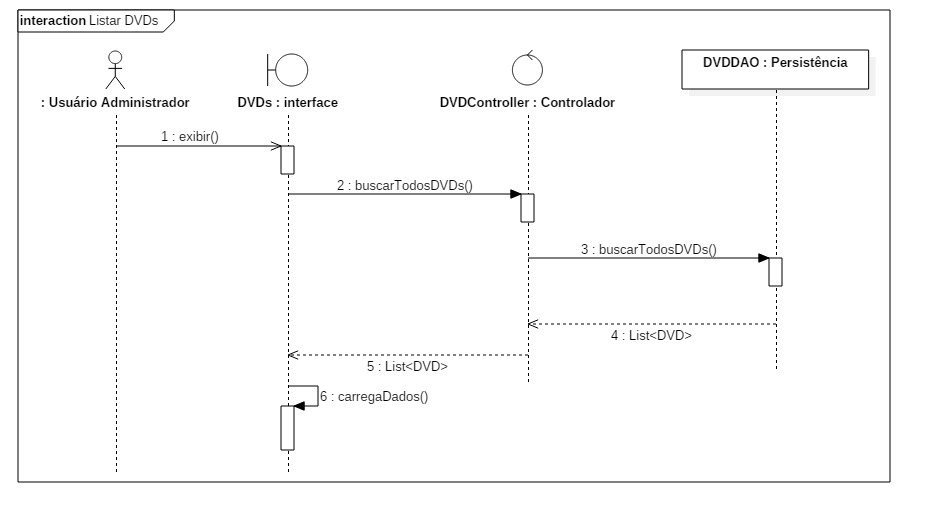 interaction Listar DVDs
: Usuário Administrador
DVDs : interface
DVDController : Controlador
DVDDAO : Persistência
1 : exibir()
2 : buscarTodosDVDs()
3 : buscarTodosDVDs()
4 : List<DVD>
5 : List<DVD>
6 : carregaDados()